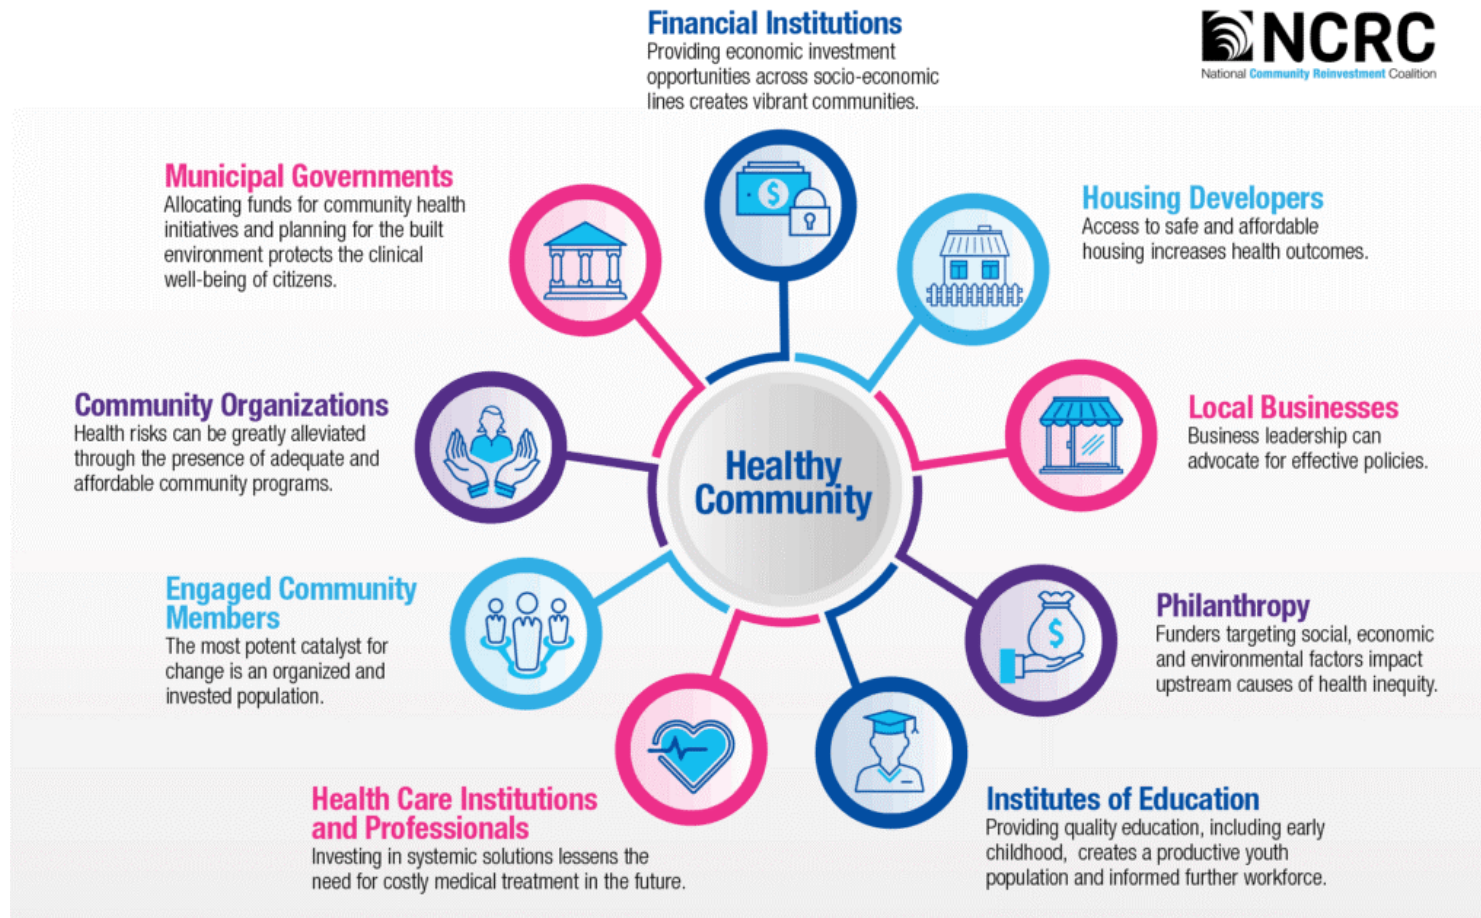 Financial Institutions
Providing economic investment
opportunities across socio-economic
lines creates vibrant communities.
NCRC
National Community Reinvestment Coalition
Municipal Governments
Allocating funds for community health
initiatives and planning for the built
environment protects the clinical
well-being of citizens.
$
Housing Developers
Access to safe and affordable
housing increases health outcomes.
Community Organizations
Health risks can be greatly alleviated
through the presence of adequate and
affordable community programs.
Local Businesses
Business leadership can
advocate for effective policies.
Healthy
Community
Engaged Community
Members
The most potent catalyst for
change is an organized and
invested population.
$
Philanthropy
Funders targeting social, economic
and environmental factors impact
upstream causes of health inequity.
Health Care Institutions
and Professionals
Investing in systemic solutions lessens the
need for costly medical treatment in the future.
Institutes of Education
Providing quality education, including early
childhood, creates a productive youth
population and informed further workforce.